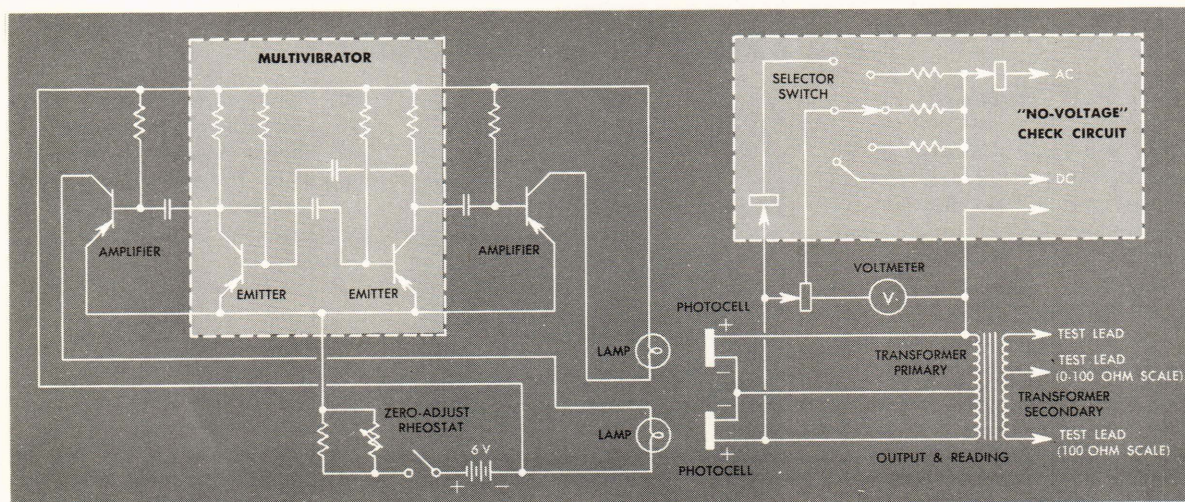 MULTIVIBRATOR
AMPLIFIER
EMITTER
EMITTER
AMPLIFIER
SELECTOR
SWITCH
AC
"NO-VOLTAGE"
CHECK CIRCUIT
DC
VOLTMETER
V
PHOTOCELL
+
LAMP
−
TRANSFORMER
PRIMARY
TEST LEAD
TEST LEAD
(0-100 OHM SCALE)
TRANSFORMER
SECONDARY
ZERO-ADJUST
RHEOSTAT
6 V
+ −
LAMP
−
+
PHOTOCELL
OUTPUT & READING
TEST LEAD
(100 OHM SCALE)